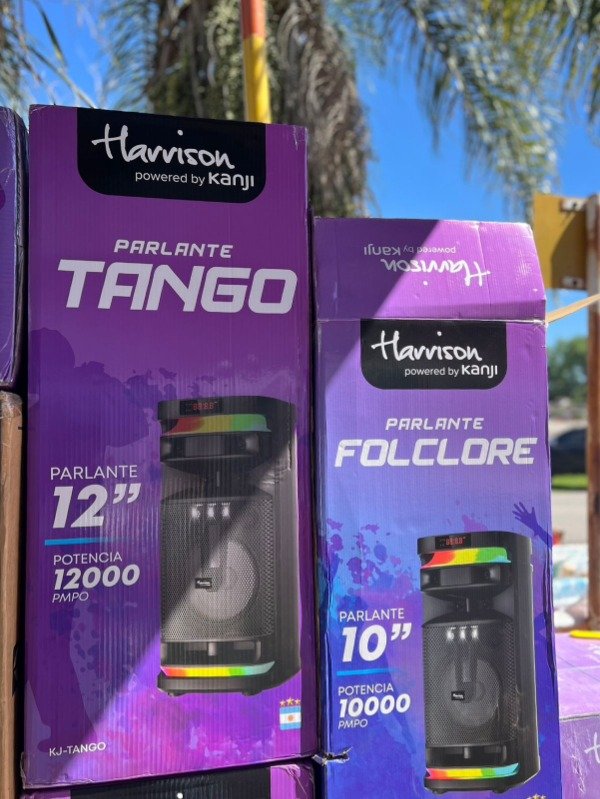 Harrison
powered by Kanji
PARLANTE
TANGO
PARLANTE
12”
POTENCIA
12000
PMPO
KJ-TANGO
Harrison
powered by Kanji
Harrison
powered by Kanji
PARLANTE
FOLCLORE
PARLANTE
10”
POTENCIA
10000
PMPO